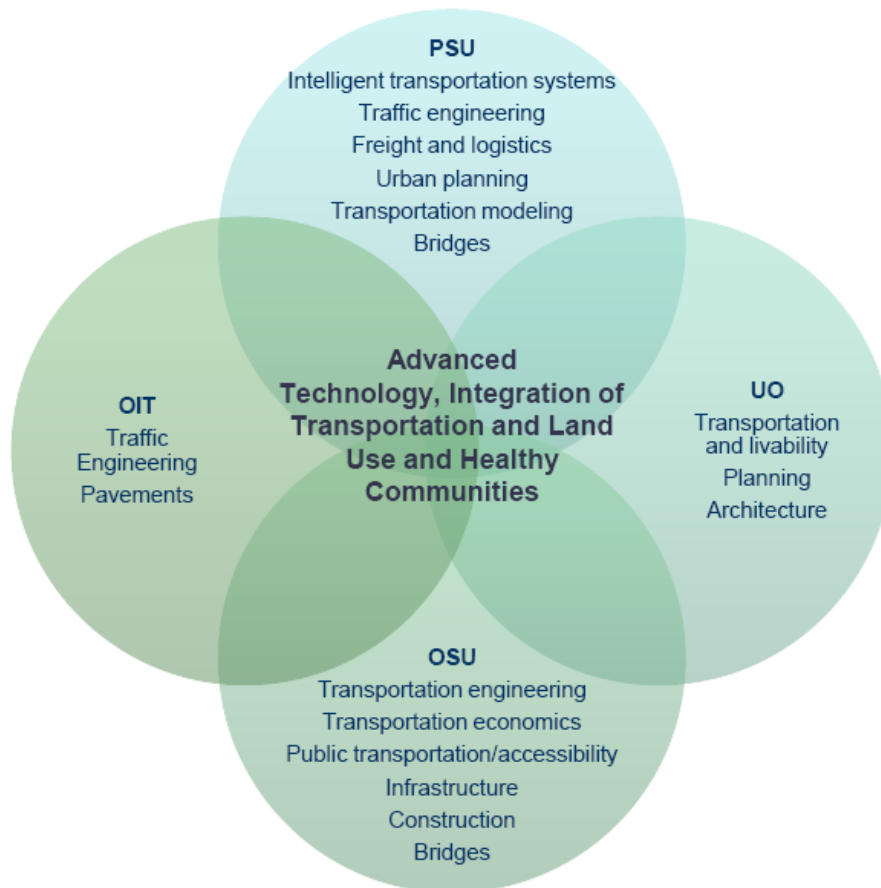 PSU
Intelligent transportation systems
Traffic engineering
Freight and logistics
Urban planning
Transportation modeling
Bridges
Advanced
Technology, Integration of
Transportation and Land
Use and Healthy
Communities
OIT
Traffic
Engineering
Pavements
UO
Transportation
and livability
Planning
Architecture
OSU
Transportation engineering
Transportation economics
Public transportation/accessibility
Infrastructure
Construction
Bridges